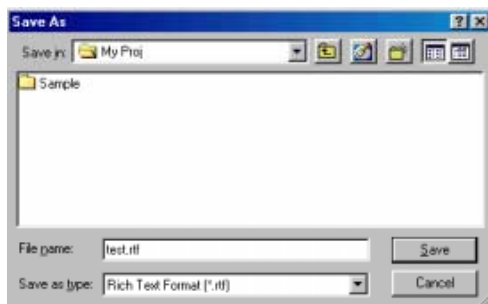 Save As
Save in: My Proj
Sample
File name: test.rtf
Save
Save as type: Rich Text Format (*.rtf)
Cancel